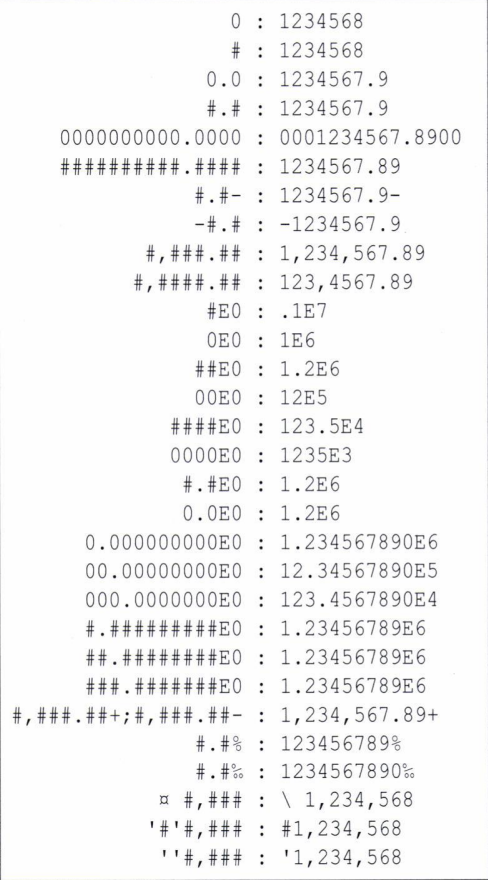 0 : 1234568
# : 1234568
0.0 : 1234567.9
#.# : 1234567.9
0000000000.0000 : 0001234567.8900
##########.#### : 1234567.89
#.#- : 1234567.9-
-#.# : -1234567.9
#,###.## : 1,234,567.89
#,####.## : 123,4567.89
#E0 : .1E7
0E0 : 1E6
##E0 : 1.2E6
00E0 : 12E5
####E0 : 123.5E4
0000E0 : 1235E3
#.#E0 : 1.2E6
0.0E0 : 1.2E6
0.000000000E0 : 1.234567890E6
00.00000000E0 : 12.34567890E5
000.0000000E0 : 123.4567890E4
#.#########E0 : 1.23456789E6
##.########E0 : 1.23456789E6
###.#######E0 : 1.23456789E6
#,###.##+;#,###.##- : 1,234,567.89+
#.#% : 123456789%
#.#‰ : 1234567890‰
¤ #,### : \ 1,234,568
'#'#,### : #1,234,568
''#,### : '1,234,568